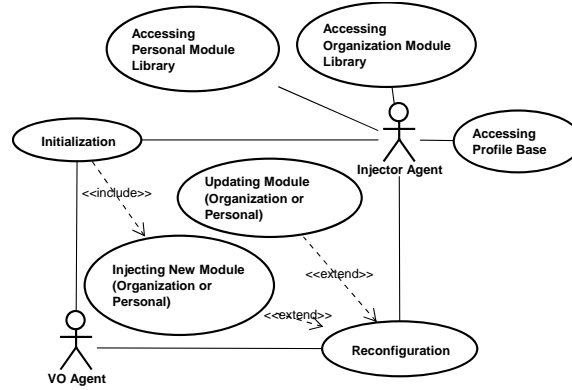 Accessing
Personal Module
Library
Accessing
Organization Module
Library
Initialization
Injector Agent
Accessing
Profile Base
<<include>>
Updating Module
(Organization or
Personal)
Injecting New Module
(Organization or
Personal)
<<extend>>
<<extend>>
Reconfiguration
VO Agent